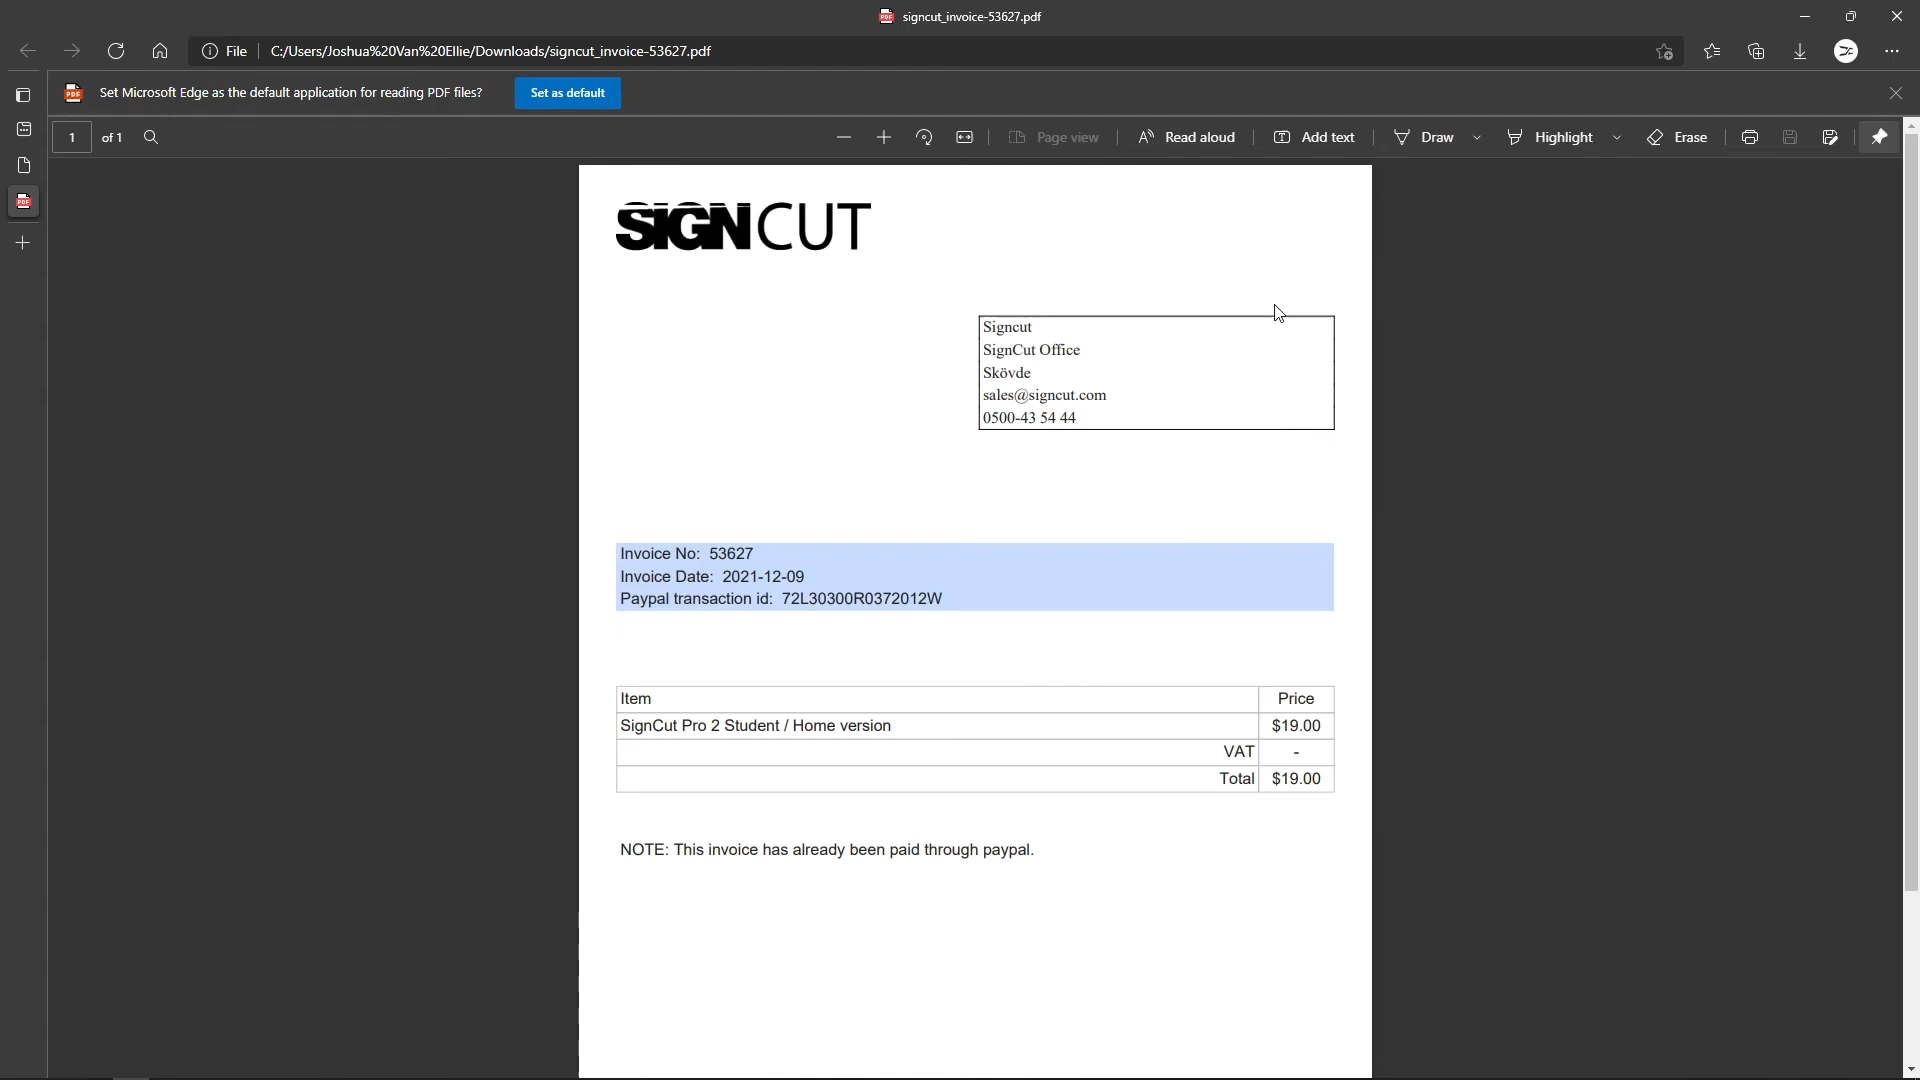 signcut_invoice-53627.pdf
File C:/Users/Joshua%20Van%20Ellie/Downloads/signcut_invoice-53627.pdf
PDF Set Microsoft Edge as the default application for reading PDF files? Set as default
1 of 1 Page view Read aloud Add text Draw Highlight Erase
SIGNCUT
Signcut
SignCut Office
Skövde
sales@signcut.com
0500-43 54 44
Invoice No: 53627
Invoice Date: 2021-12-09
Paypal transaction id: 72L30300R0372012W
Item Price
SignCut Pro 2 Student / Home version $19.00
VAT -
Total $19.00
NOTE: This invoice has already been paid through paypal.